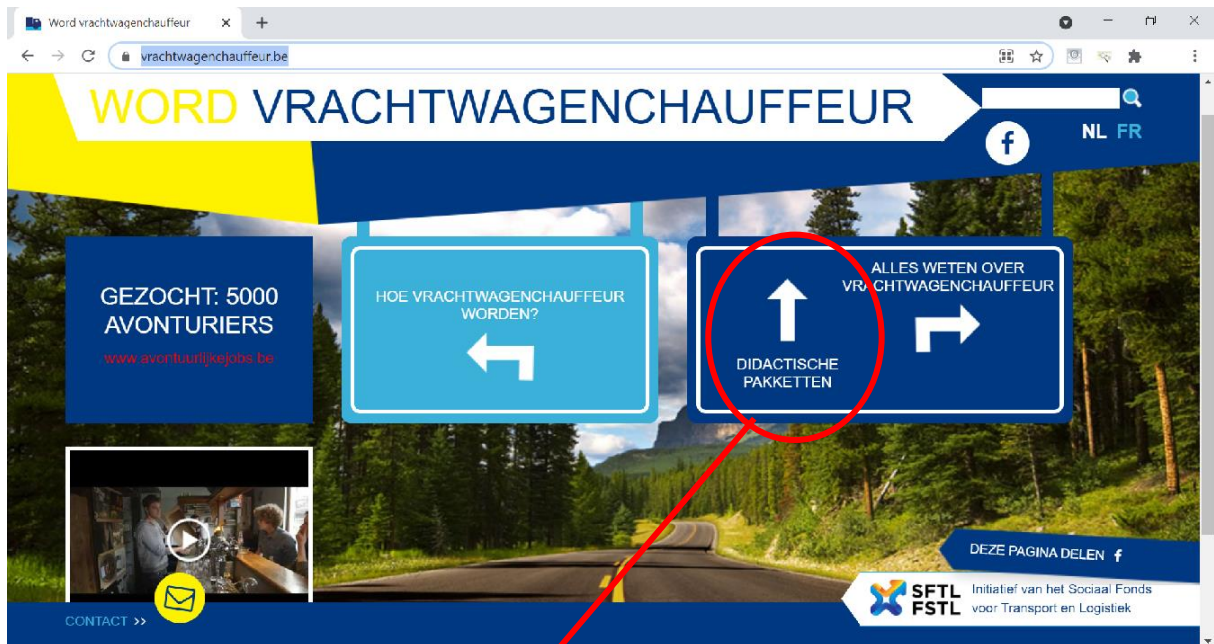 Word vrachtwagenchauffeur
vrachtwagenchauffeur.be
WORD VRACHTWAGENCHAUFFEUR
NL FR
GEZOCHT: 5000
AVONTURIERS
www.avontuurlijkejobs.be
HOE VRACHTWAGENCHAUFFEUR
WORDEN?
DIDACTISCHE
PAKKETTEN
ALLES WETEN OVER
VRACHTWAGENCHAUFFEUR
DEZE PAGINA DELEN
SFTL
FSTL
Initiatief van het Sociaal Fonds
voor Transport en Logistiek
CONTACT >>